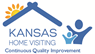 KANSAS
HOME VISITING
Continuous Quality Improvement